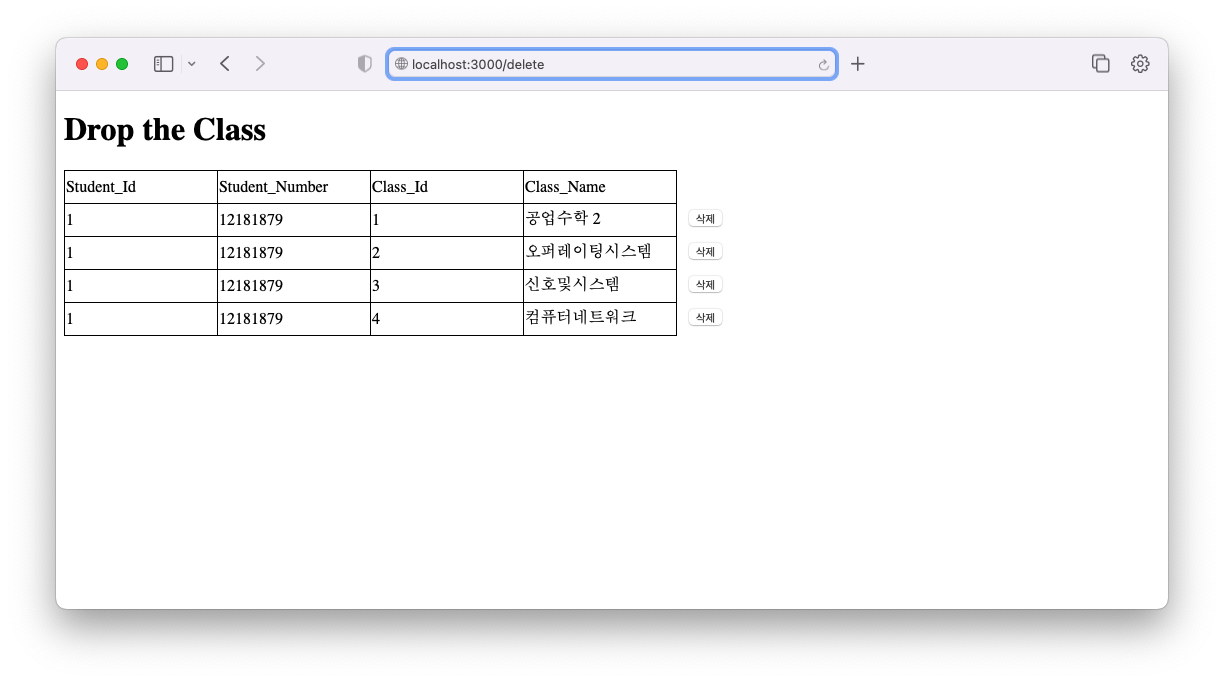 localhost:3000/delete
Drop the Class
Student_Id Student_Number Class_Id Class_Name
1 12181879 1 공업수학 2 삭제
1 12181879 2 오퍼레이팅시스템 삭제
1 12181879 3 신호및시스템 삭제
1 12181879 4 컴퓨터네트워크 삭제